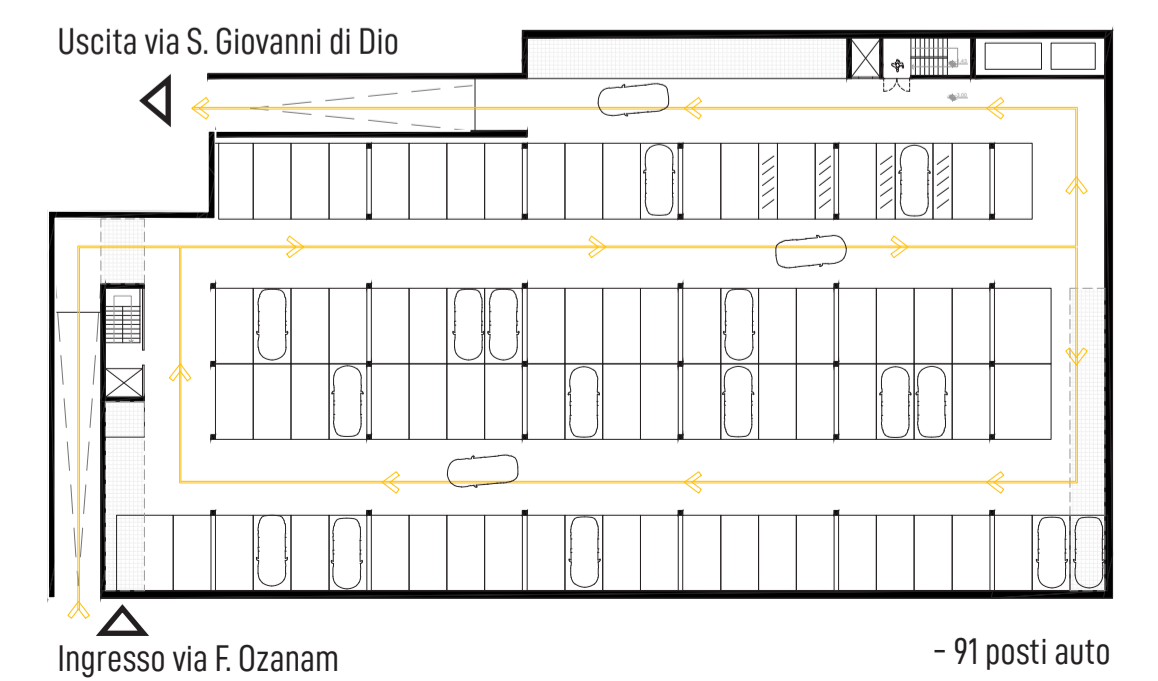 Uscita via S. Giovanni di Dio
Ingresso via F. Ozanam
- 91 posti auto